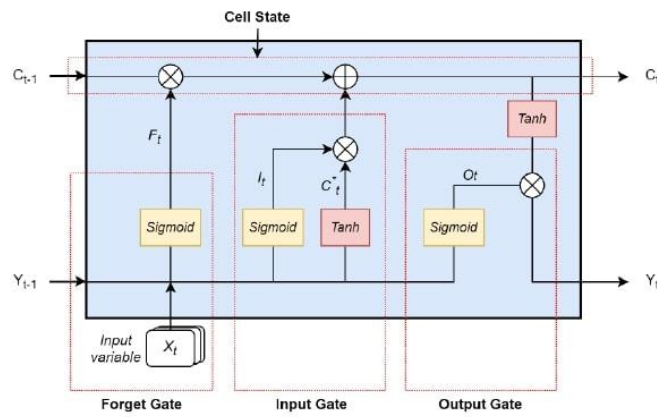 Cell State
Cₜ₋₁
Cₜ
Tanh
Fₜ
Iₜ
C̃ₜ
Oₜ
Sigmoid
Sigmoid
Tanh
Sigmoid
Yₜ₋₁
Yₜ
Input
variable
Xₜ
Forget Gate
Input Gate
Output Gate